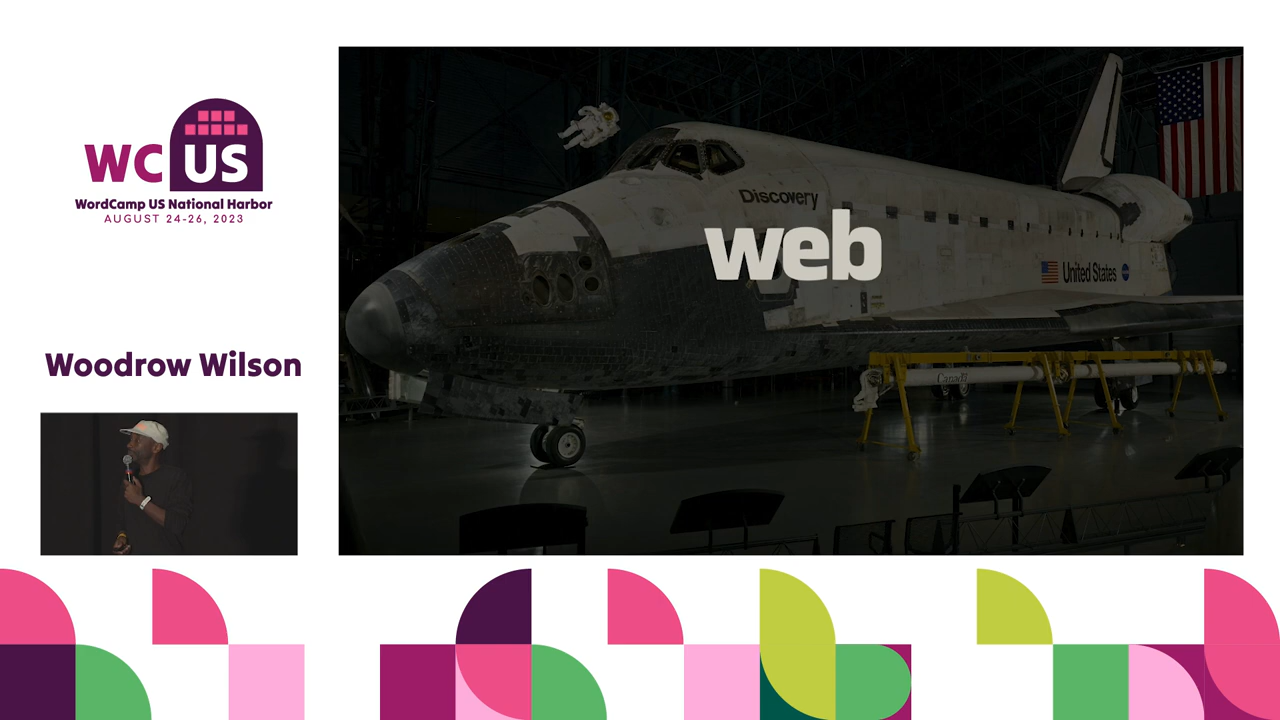 WC US
WordCamp US National Harbor
AUGUST 24-26, 2023
Woodrow Wilson
Discovery
web
United States
Canada